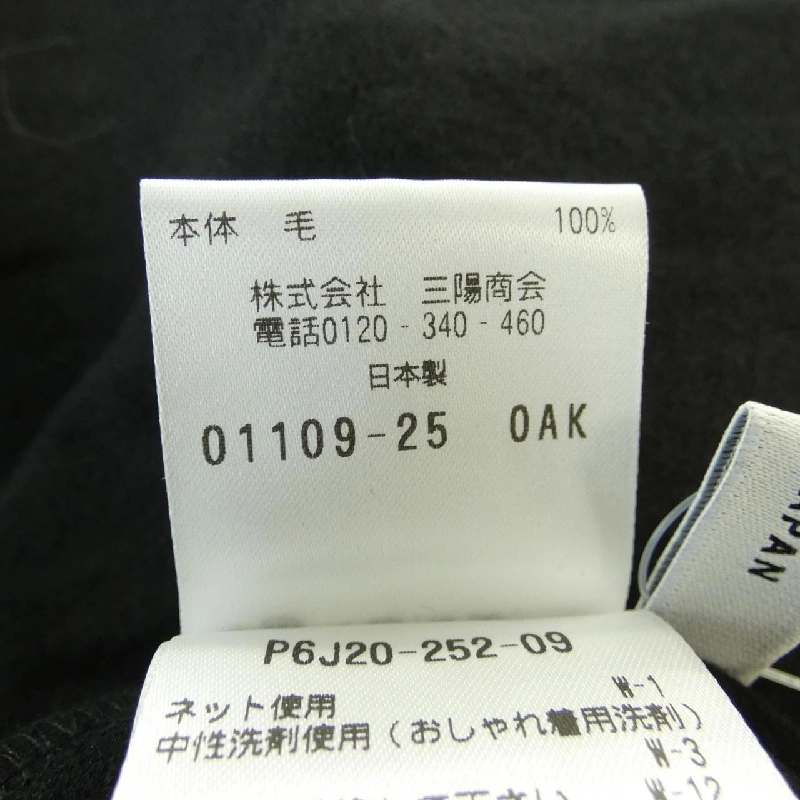 本体 毛 100%
株式会社 三陽商会
電話0120-340-460
日本製
01109-25 0AK
P6J20-252-09
W-1
ネット使用
中性洗剤使用(おしゃれ着用洗剤)
W-3
W-12